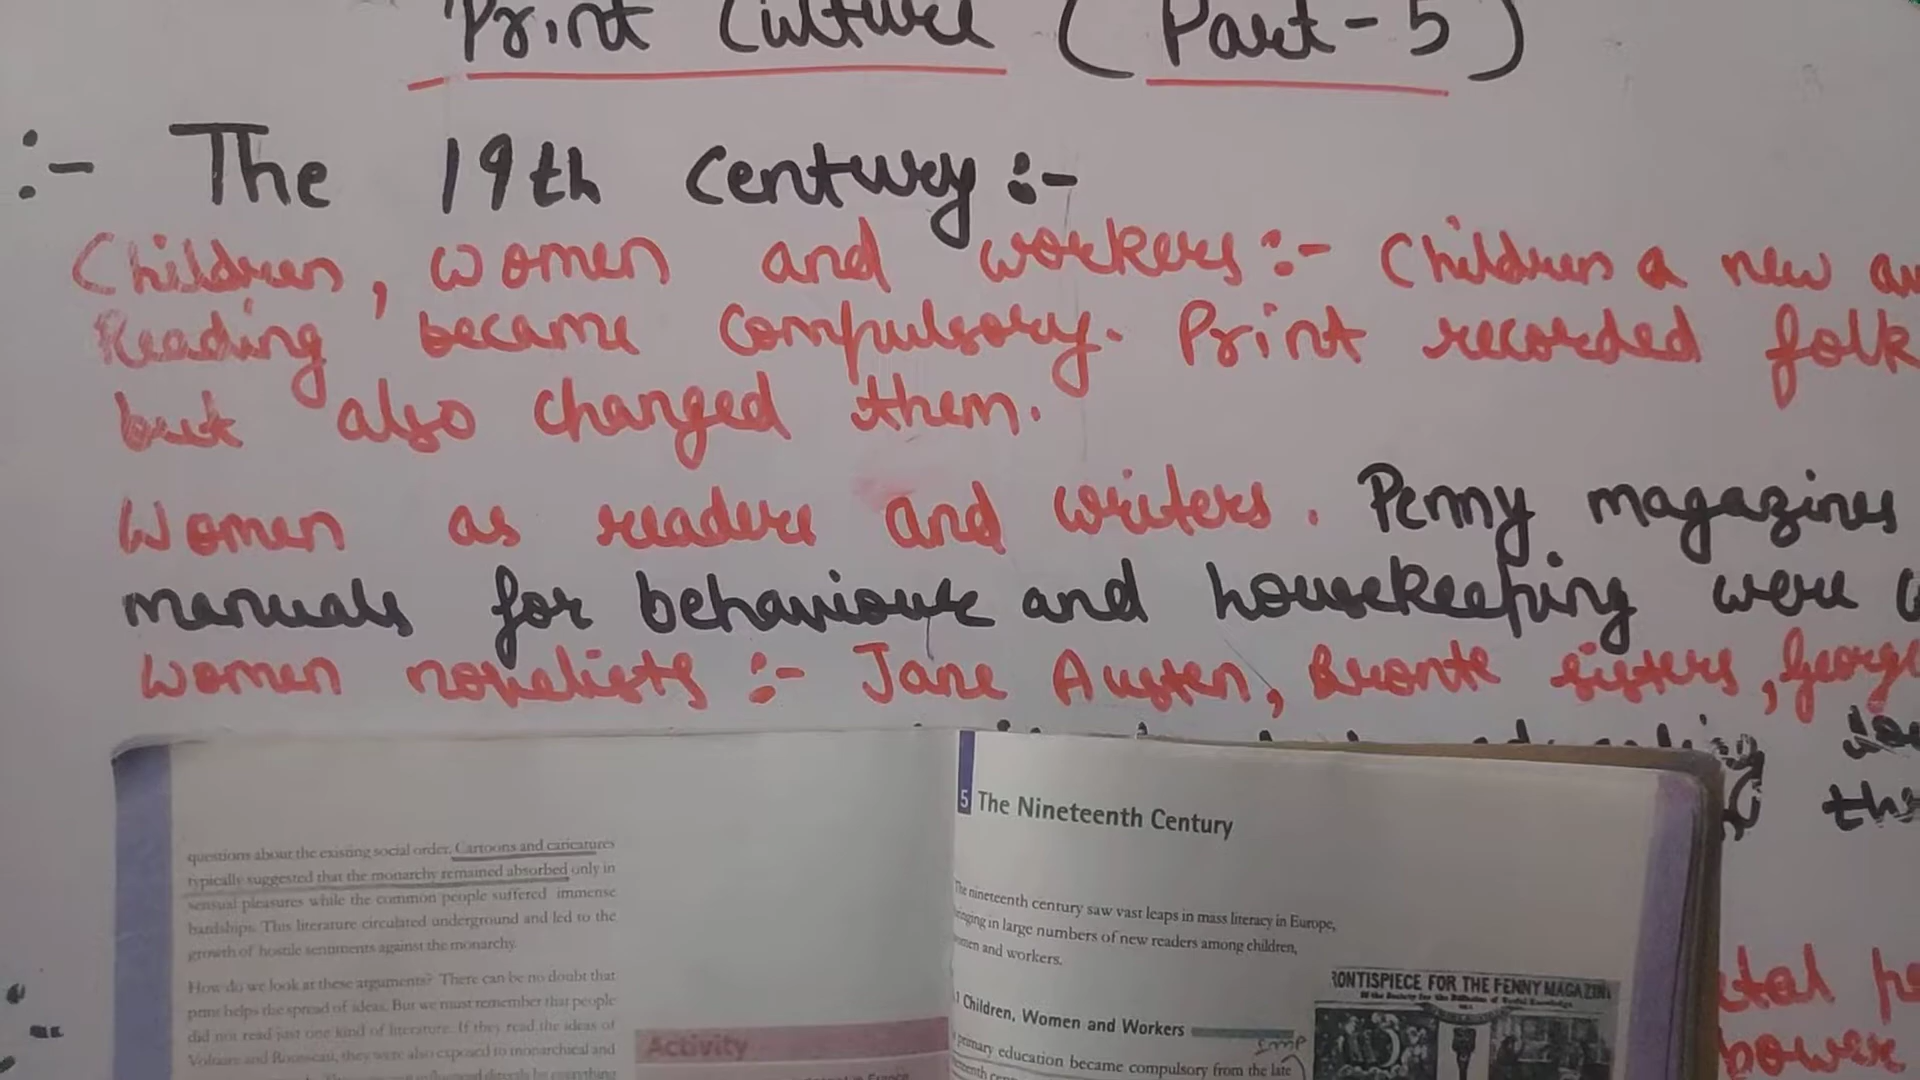 Print Culture (Part-5)
:- The 19th Century :-
Children, women and workers :- Children a new
Reading became compulsory. Print recorded folk
but also changed them.
Women as readers and writers. Penny magazines
manuals for behaviour and housekeeping were
Women novelists :- Jane Austen, Bronte sisters,
questions about the existing social order. Cartoons and caricatures
typically suggested that the monarchy remained absorbed only in
sensual pleasures while the common people suffered immense
hardships. This literature circulated underground and led to the
growth of hostile sentiments against the monarchy.
How do we look at these arguments? There can be no doubt that
print helps the spread of ideas. But we must remember that people
did not read just one kind of literature. If they read the ideas of
Voltaire and Rousseau, they were also exposed to monarchical and
Activity
5 The Nineteenth Century
The nineteenth century saw vast leaps in mass literacy in Europe,
bringing in large numbers of new readers among children,
women and workers.
Children, Women and Workers
Imp
primary education became compulsory from the late
RONTISPIECE FOR THE PENNY MAGAZIN